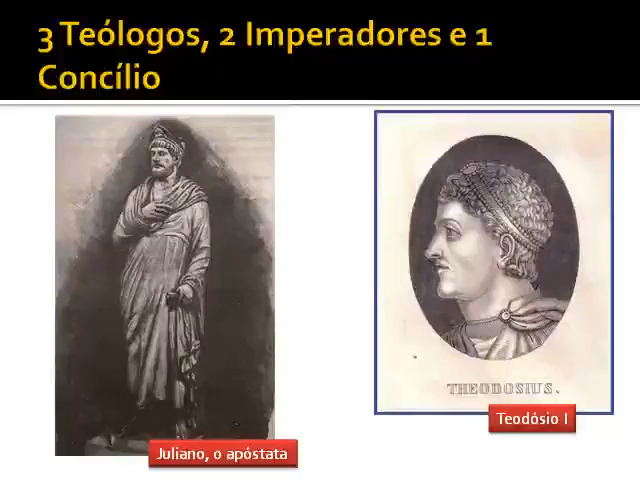 3 Teólogos, 2 Imperadores e 1
Concílio
THEODOSIUS.
Teodósio I
Juliano, o apóstata